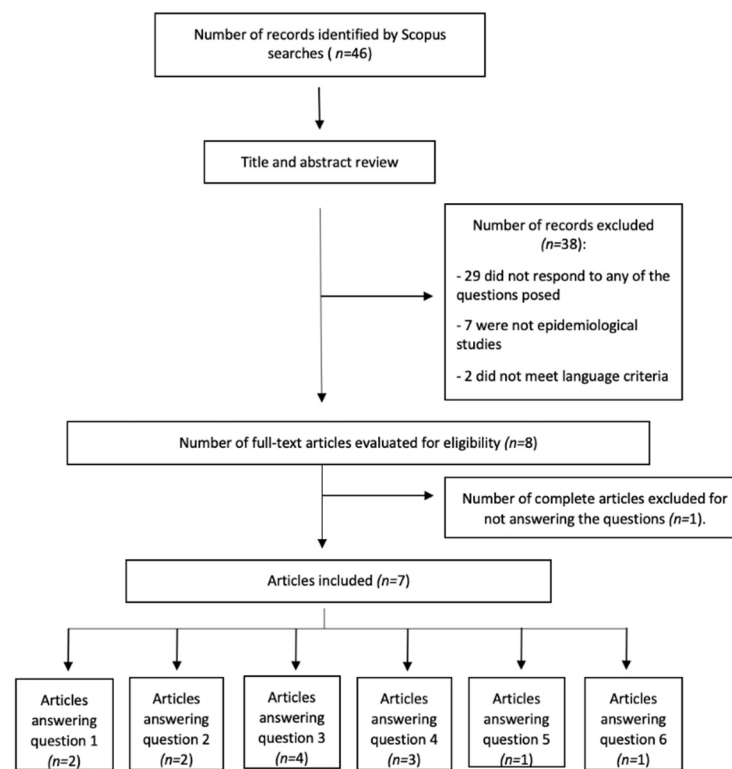 Number of records identified by Scopus
searches ( n=46)
Title and abstract review
Number of records excluded
(n=38):
- 29 did not respond to any of the
questions posed
- 7 were not epidemiological
studies
- 2 did not meet language criteria
Number of full-text articles evaluated for eligibility (n=8)
Number of complete articles excluded for
not answering the questions (n=1).
Articles included (n=7)
Articles
answering
question 1
(n=2)
Articles
answering
question 2
(n=2)
Articles
answering
question 3
(n=4)
Articles
answering
question 4
(n=3)
Articles
answering
question 5
(n=1)
Articles
answering
question 6
(n=1)